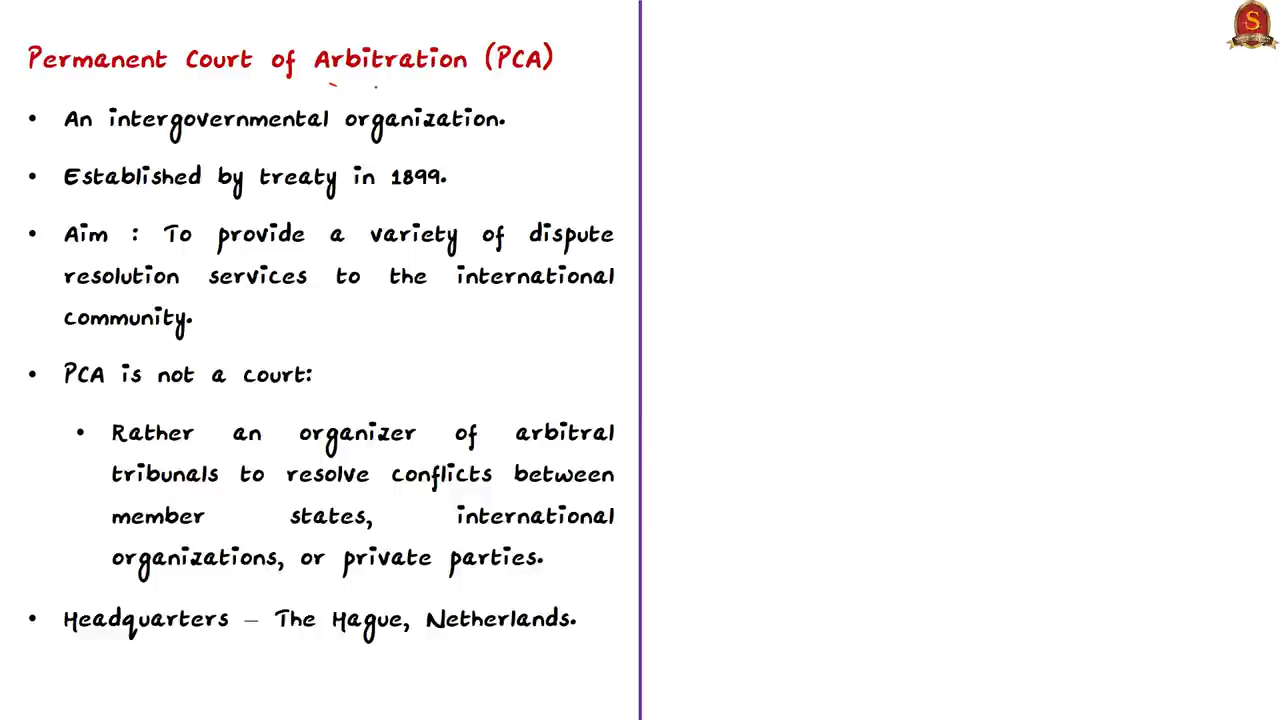 Permanent Court of Arbitration (PCA)
• An intergovernmental organization.
• Established by treaty in 1899.
• Aim : To provide a variety of dispute
resolution services to the international
community.
• PCA is not a court:
• Rather an organizer of arbitral
tribunals to resolve conflicts between
member states, international
organizations, or private parties.
• Headquarters – The Hague, Netherlands.
S